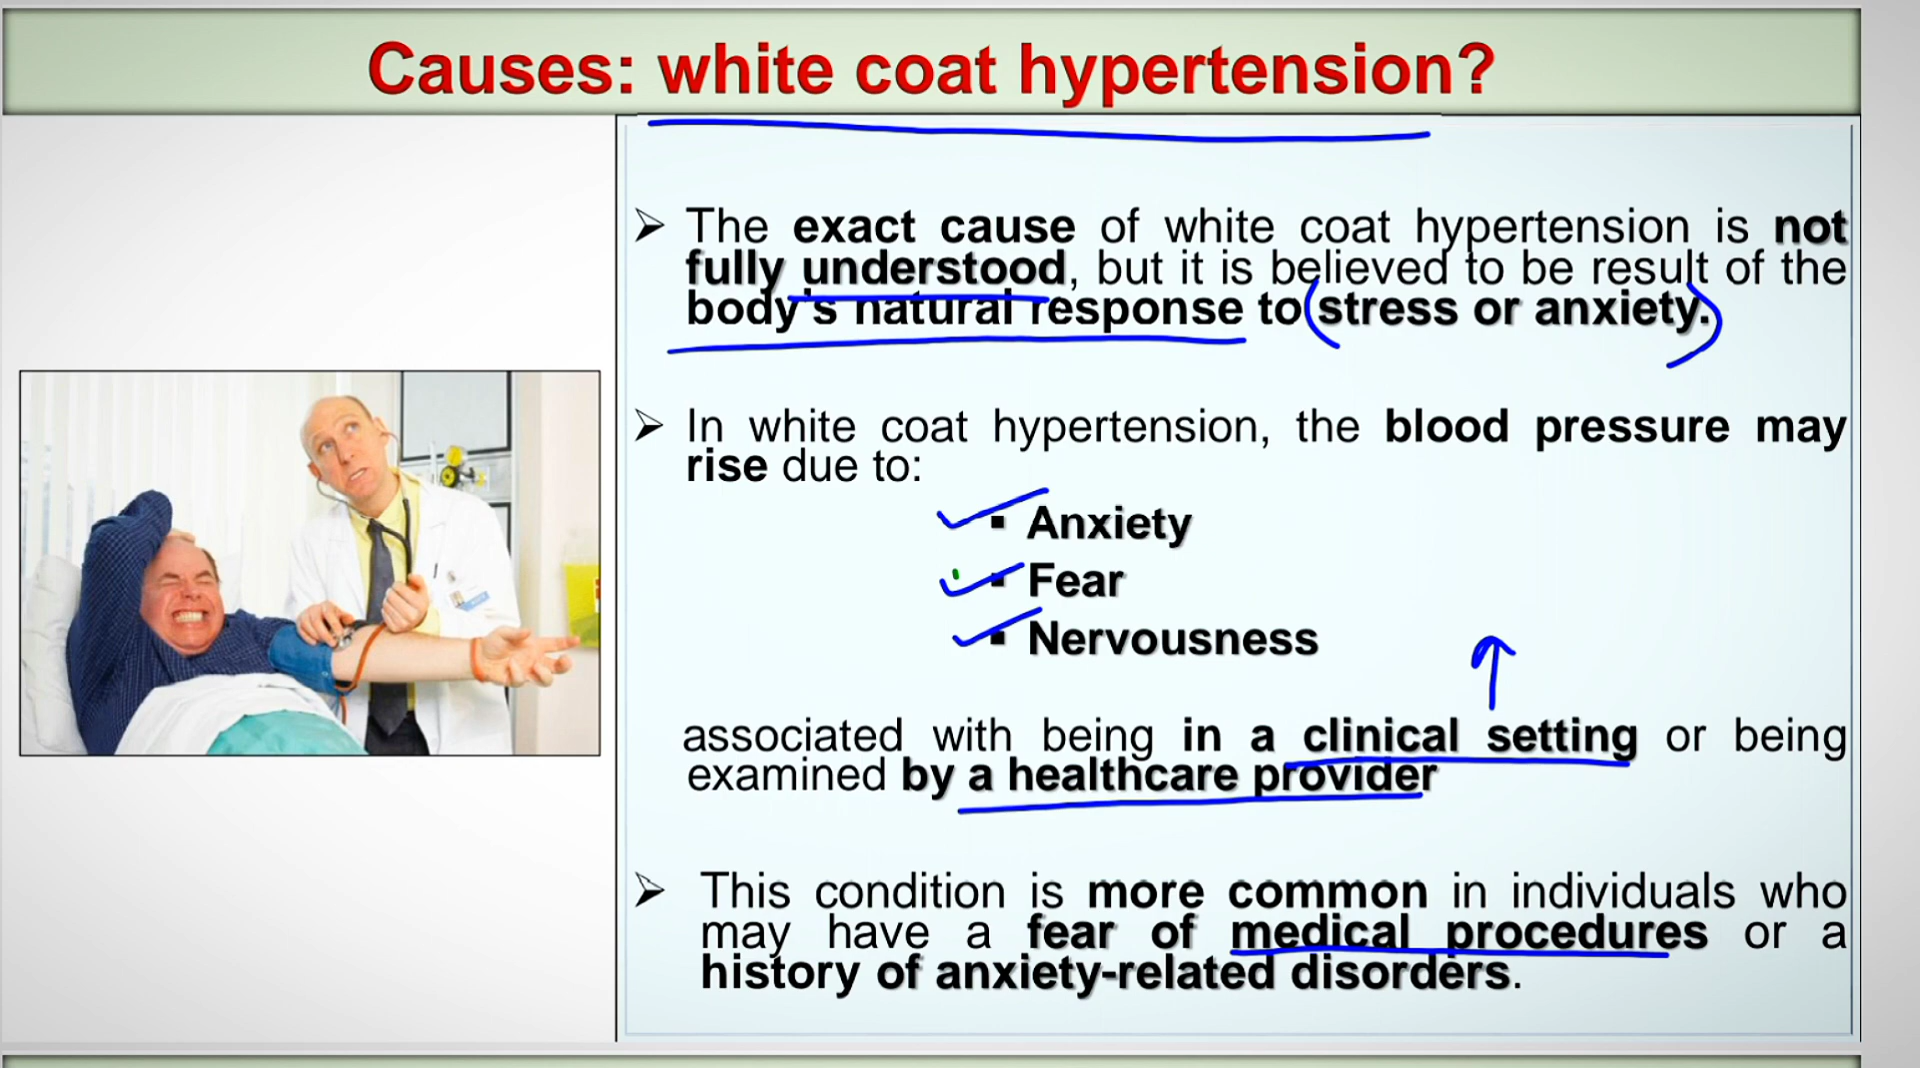 Causes: white coat hypertension?
The exact cause of white coat hypertension is not
fully understood, but it is believed to be result of the
body's natural response to stress or anxiety.
In white coat hypertension, the blood pressure may
rise due to:
Anxiety
Fear
Nervousness
associated with being in a clinical setting or being
examined by a healthcare provider
This condition is more common in individuals who
may have a fear of medical procedures or a
history of anxiety-related disorders.